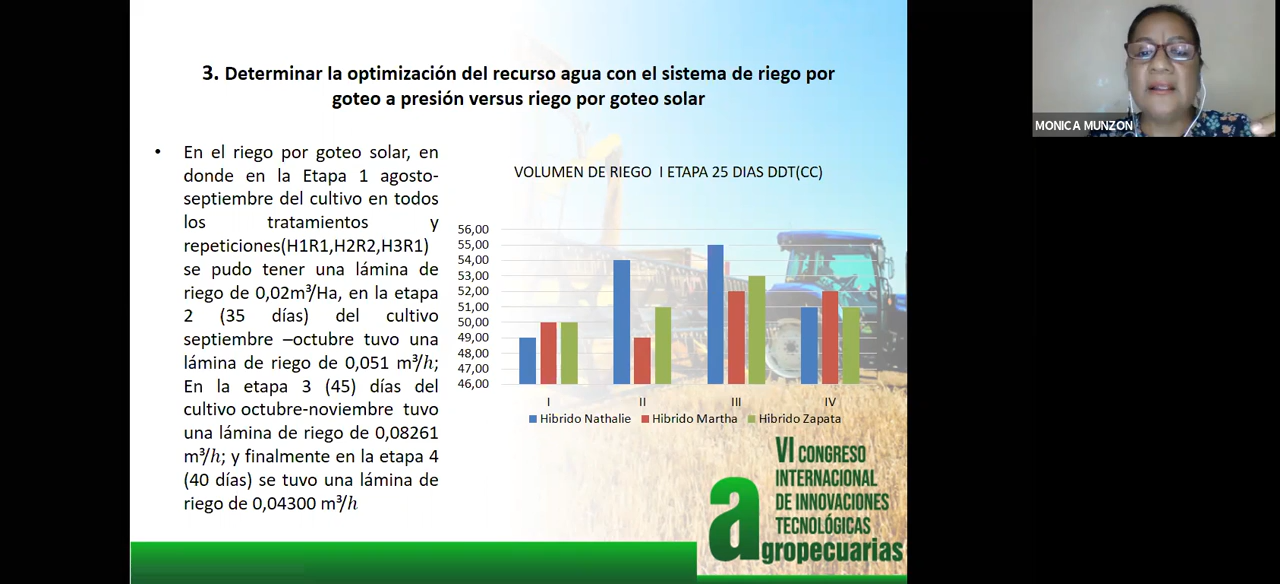 3. Determinar la optimización del recurso agua con el sistema de riego por
goteo a presión versus riego por goteo solar
• En el riego por goteo solar, en
donde en la Etapa 1 agosto-
septiembre del cultivo en todos
los tratamientos y
repeticiones(H1R1,H2R2,H3R1)
se pudo tener una lámina de
riego de 0,02m³/Ha, en la etapa
2 (35 días) del cultivo
septiembre –octubre tuvo una
lámina de riego de 0,051 m³/h;
En la etapa 3 (45) días del
cultivo octubre-noviembre tuvo
una lámina de riego de 0,08261
m³/h; y finalmente en la etapa 4
(40 días) se tuvo una lámina de
riego de 0,04300 m³/h
VOLUMEN DE RIEGO I ETAPA 25 DIAS DDT(CC)
56,00
55,00
54,00
53,00
52,00
51,00
50,00
49,00
48,00
47,00
46,00
I II III IV
Hibrido Nathalie Hibrido Martha Hibrido Zapata
VI CONGRESO
INTERNACIONAL
DE INNOVACIONES
TECNOLÓGICAS
agropecuarias
MONICA MUNZON